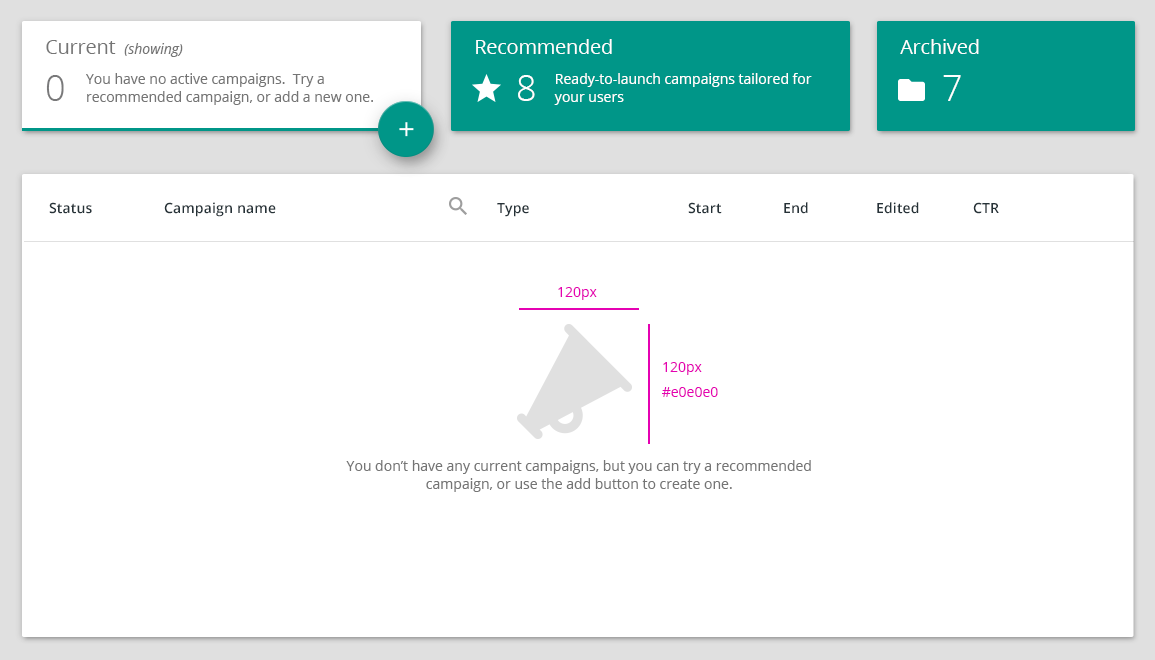 Current (showing)
0
You have no active campaigns.  Try a
recommended campaign, or add a new one.
+
Recommended
8
Ready-to-launch campaigns tailored for
your users
Archived
7
Status Campaign name Type Start End Edited CTR
120px
120px
#e0e0e0
You don’t have any current campaigns, but you can try a recommended
campaign, or use the add button to create one.